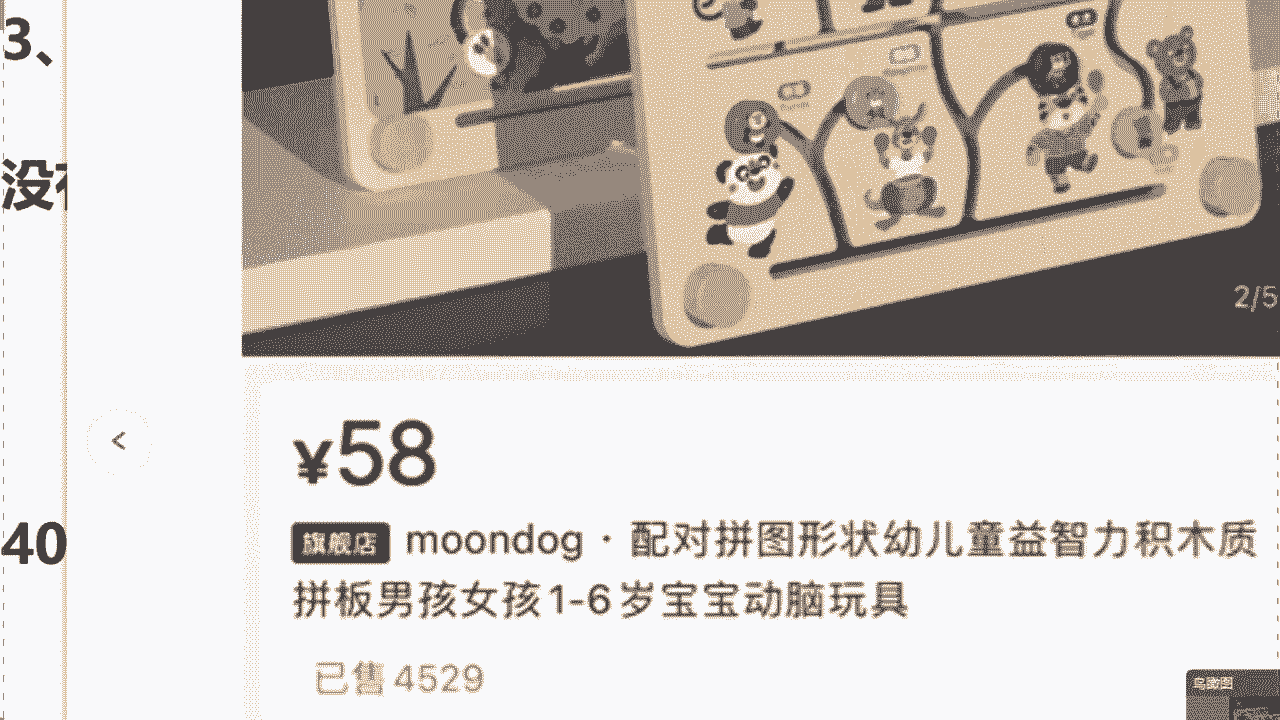 3、
没
40
2/5
¥58
旗舰店 moondog · 配对拼图形状幼儿童益智力积木质
拼板男孩女孩1-6岁宝宝动脑玩具
已售 4529
鸟瞰图